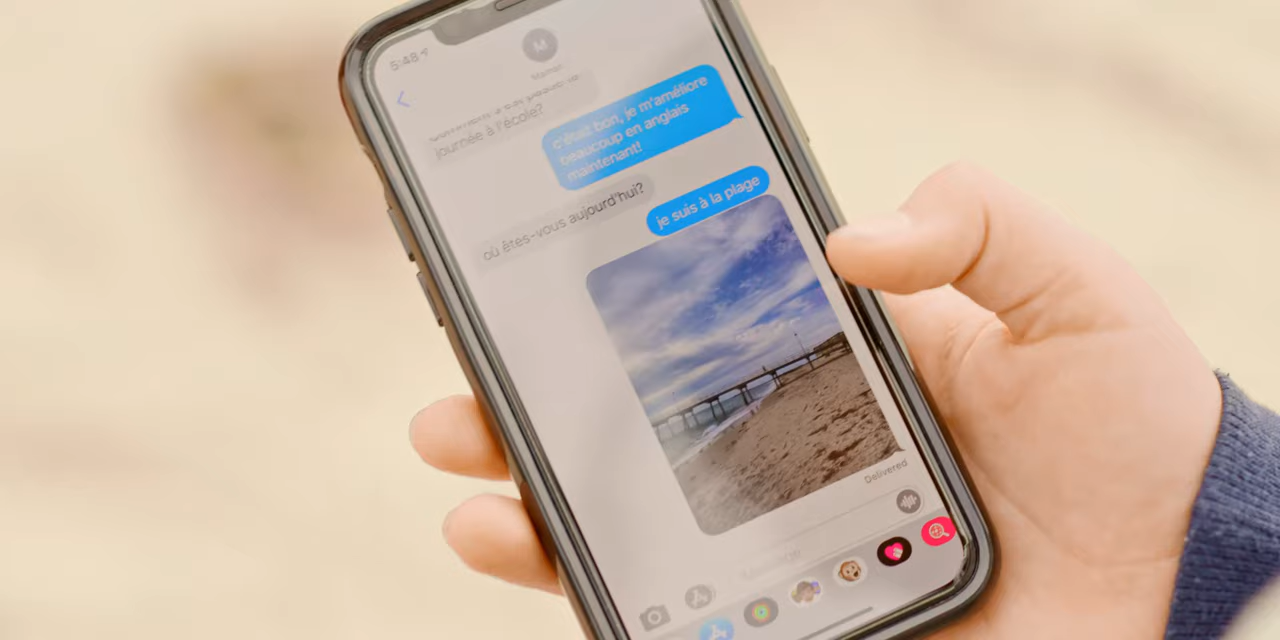 5:48
M
Maman
journée à l'école?
c'était bon, je m'améliore
beaucoup en anglais
maintenant!
où êtes-vous aujourd'hui?
je suis à la plage
Delivered